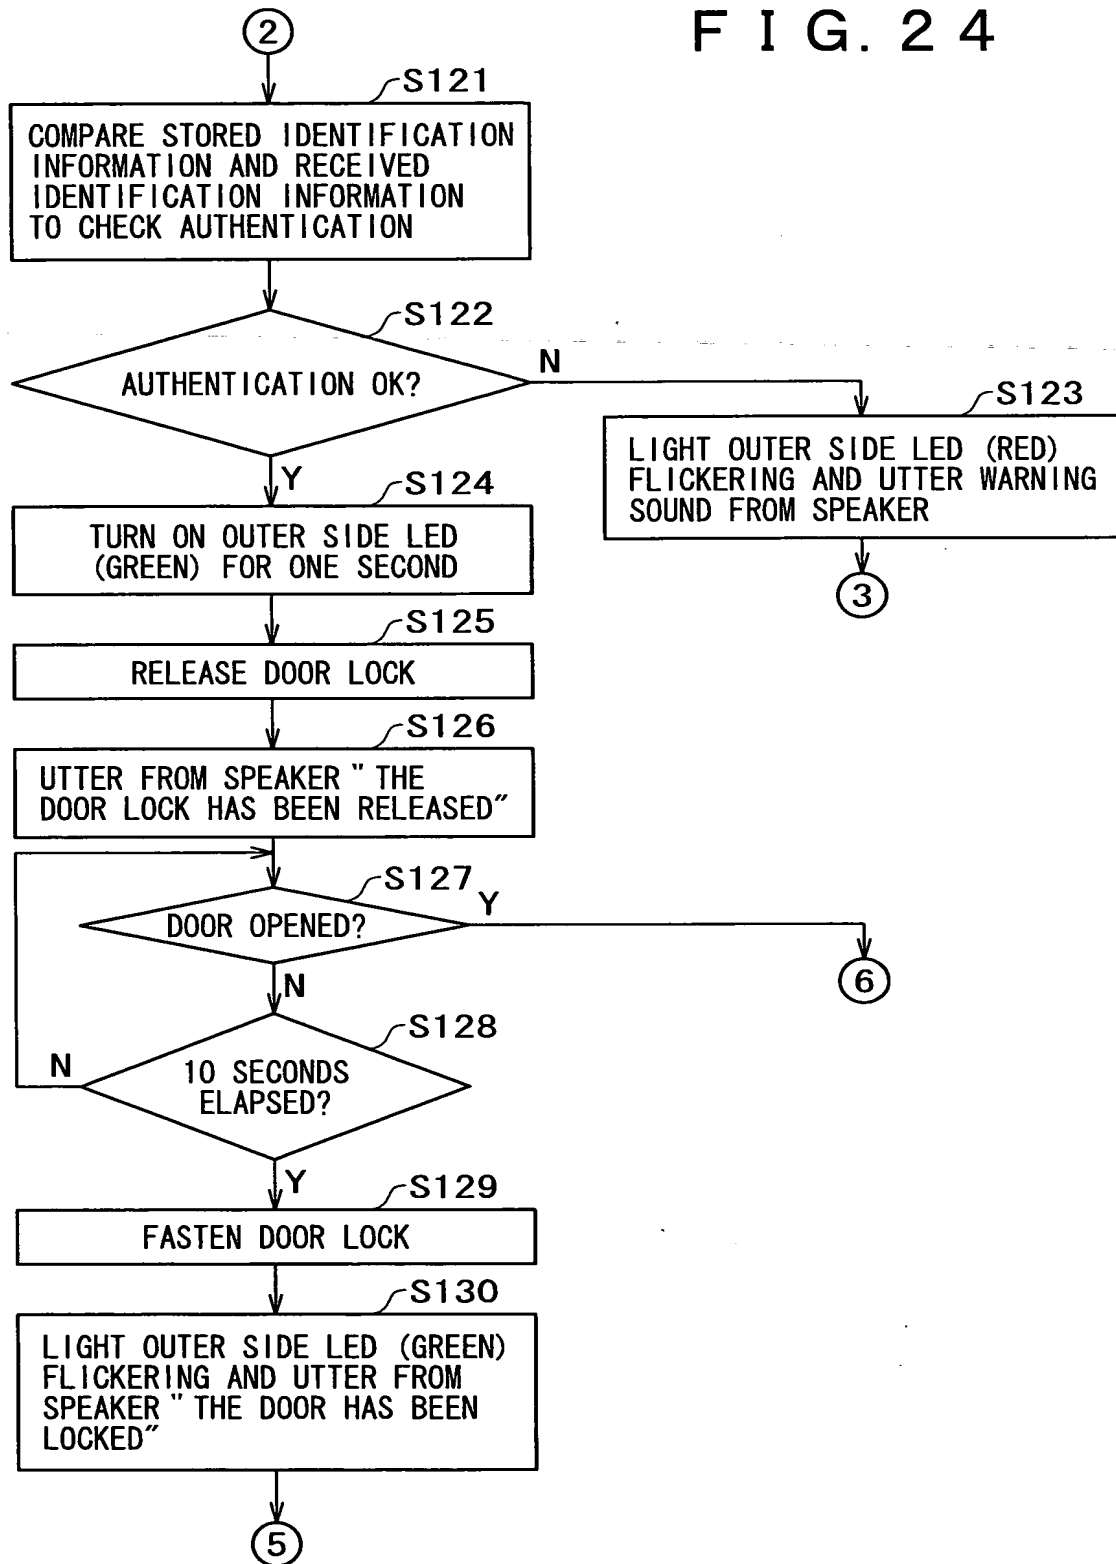 FIG. 24
2
S121
COMPARE STORED IDENTIFICATION
INFORMATION AND RECEIVED
IDENTIFICATION INFORMATION
TO CHECK AUTHENTICATION
S122
AUTHENTICATION OK?
N
Y
S123
LIGHT OUTER SIDE LED (RED)
FLICKERING AND UTTER WARNING
SOUND FROM SPEAKER
3
S124
TURN ON OUTER SIDE LED
(GREEN) FOR ONE SECOND
S125
RELEASE DOOR LOCK
S126
UTTER FROM SPEAKER "THE
DOOR LOCK HAS BEEN RELEASED"
S127
DOOR OPENED?
Y
6
N
S128
10 SECONDS
ELAPSED?
N
Y
S129
FASTEN DOOR LOCK
S130
LIGHT OUTER SIDE LED (GREEN)
FLICKERING AND UTTER FROM
SPEAKER "THE DOOR HAS BEEN
LOCKED"
5